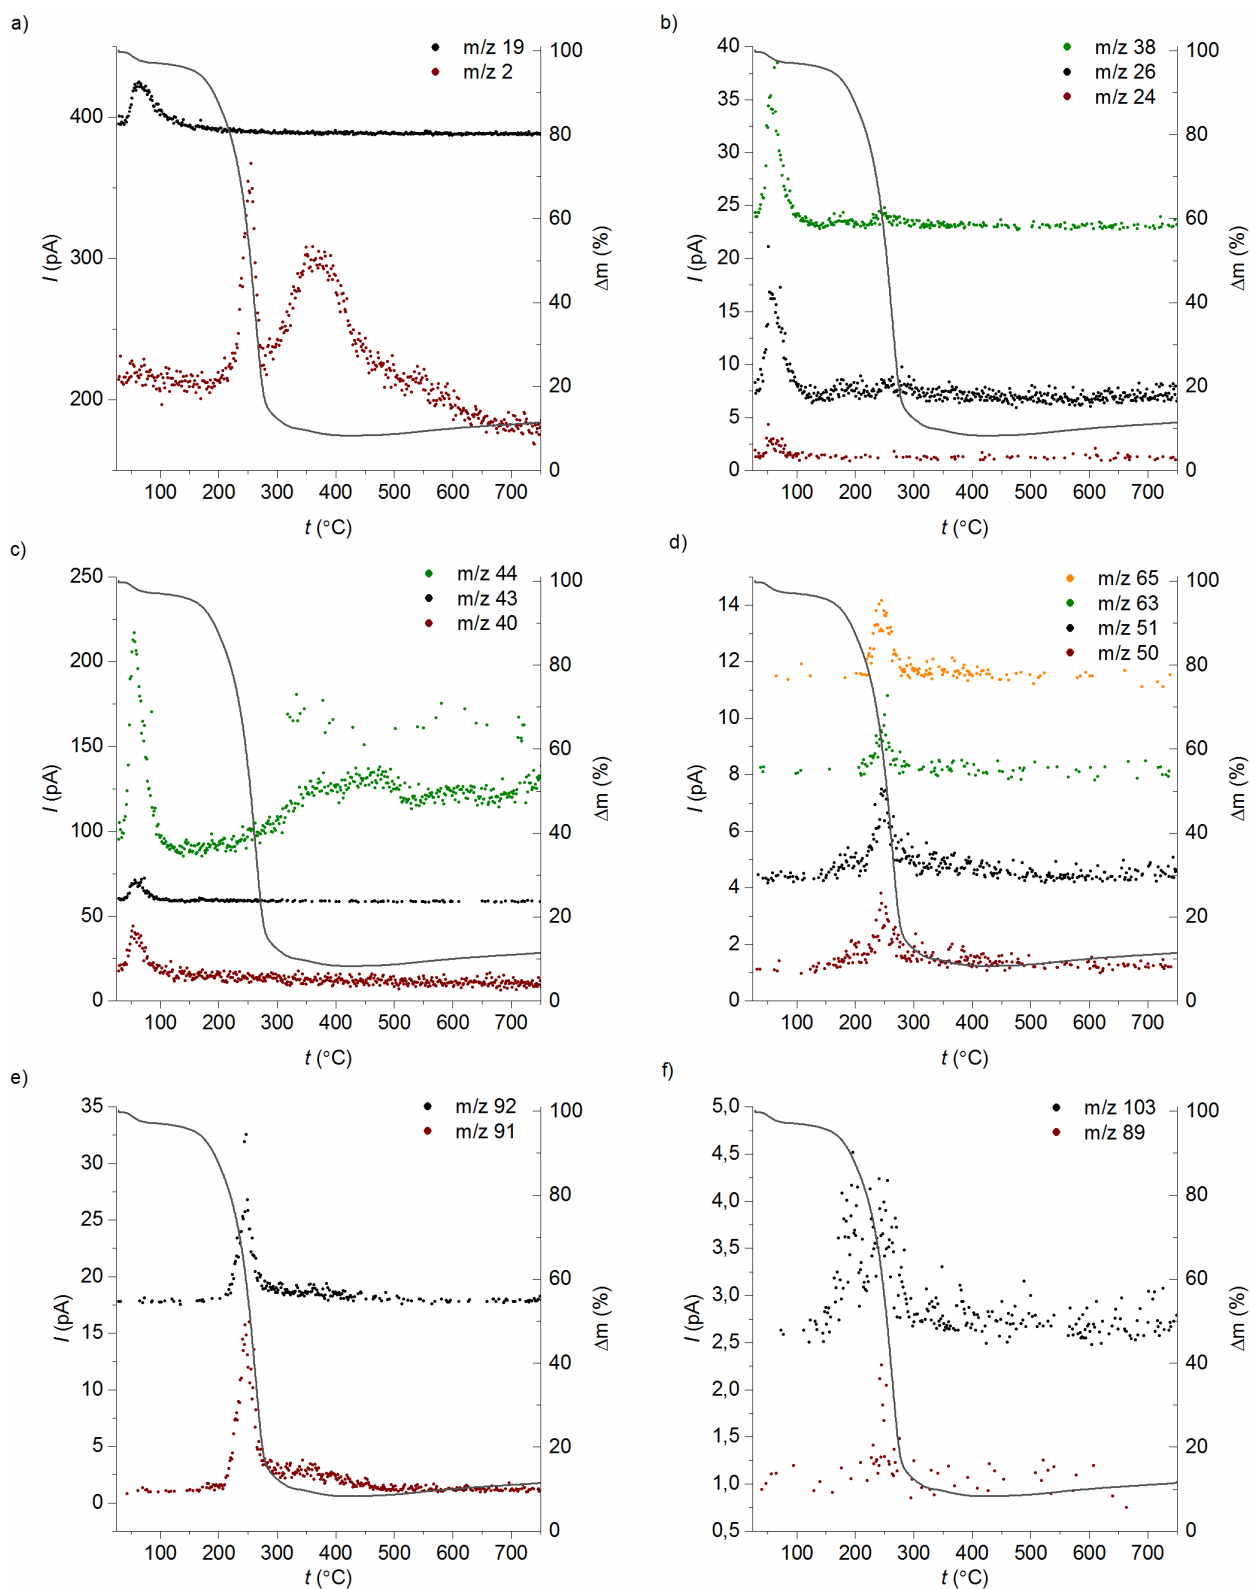 a)
m/z 19
m/z 2
400
300
200
100
80
60
40
20
0
I (pA)
Δm (%)
100 200 300 400 500 600 700
t (°C)
b)
m/z 38
m/z 26
m/z 24
40
35
30
25
20
15
10
5
0
100
80
60
40
20
0
I (pA)
Δm (%)
100 200 300 400 500 600 700
t (°C)
c)
m/z 44
m/z 43
m/z 40
250
200
150
100
50
0
100
80
60
40
20
0
I (pA)
Δm (%)
100 200 300 400 500 600 700
t (°C)
d)
m/z 65
m/z 63
m/z 51
m/z 50
14
12
10
8
6
4
2
0
100
80
60
40
20
0
I (pA)
Δm (%)
100 200 300 400 500 600 700
t (°C)
e)
m/z 92
m/z 91
35
30
25
20
15
10
5
0
100
80
60
40
20
0
I (pA)
Δm (%)
100 200 300 400 500 600 700
t (°C)
f)
m/z 103
m/z 89
5,0
4,5
4,0
3,5
3,0
2,5
2,0
1,5
1,0
0,5
100
80
60
40
20
0
I (pA)
Δm (%)
100 200 300 400 500 600 700
t (°C)